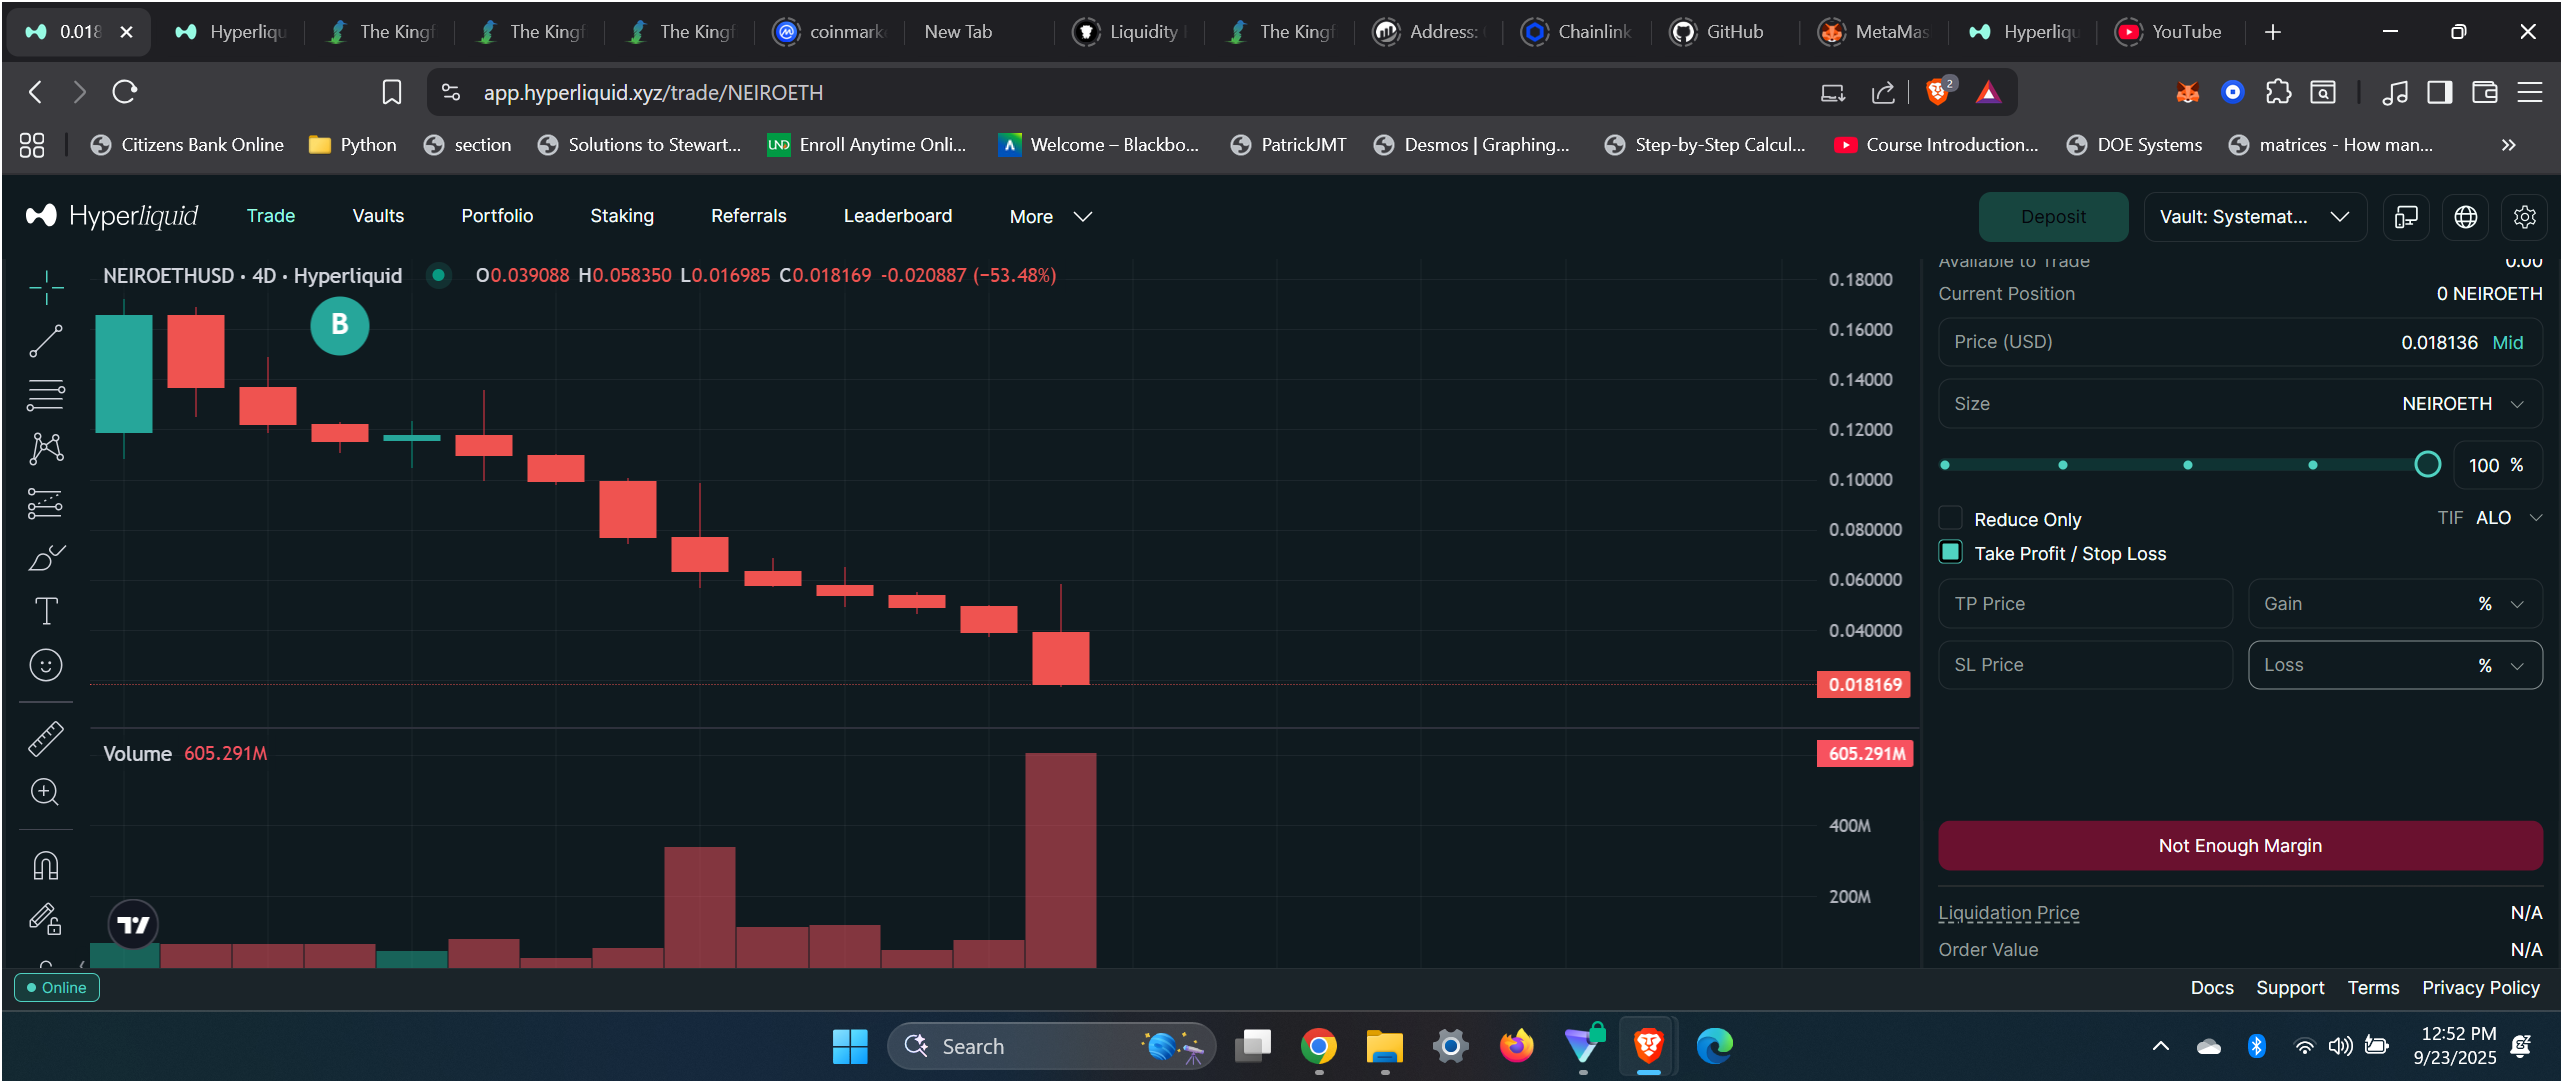 0.018
Hyperliqu
The Kingf
The Kingf
The Kingf
coinmark
New Tab
Liquidity
The Kingf
Address:
Chainlink
GitHub
MetaMas
Hyperliqu
YouTube
app.hyperliquid.xyz/trade/NEIROETH
2
Citizens Bank Online
Python
section
Solutions to Stewart...
UND
Enroll Anytime Onli...
Welcome – Blackbo...
PatrickJMT
Desmos | Graphing...
Step-by-Step Calcul...
Course Introduction...
DOE Systems
matrices - How man...
Hyperliquid
Trade
Vaults
Portfolio
Staking
Referrals
Leaderboard
More
Deposit
Vault: Systemat...
NEIROETHUSD · 4D · Hyperliquid
O0.039088 H0.058350 L0.016985 C0.018169 -0.020887 (−53.48%)
B
0.18000
0.16000
0.14000
0.12000
0.10000
0.080000
0.060000
0.040000
0.018169
Volume 605.291M
605.291M
400M
200M
Available to Trade 0.00
Current Position 0 NEIROETH
Price (USD) 0.018136 Mid
Size NEIROETH
100 %
Reduce Only
TIF ALO
Take Profit / Stop Loss
TP Price
Gain %
SL Price
Loss %
Not Enough Margin
Liquidation Price N/A
Order Value N/A
Online
Docs
Support
Terms
Privacy Policy
Search
12:52 PM
9/23/2025